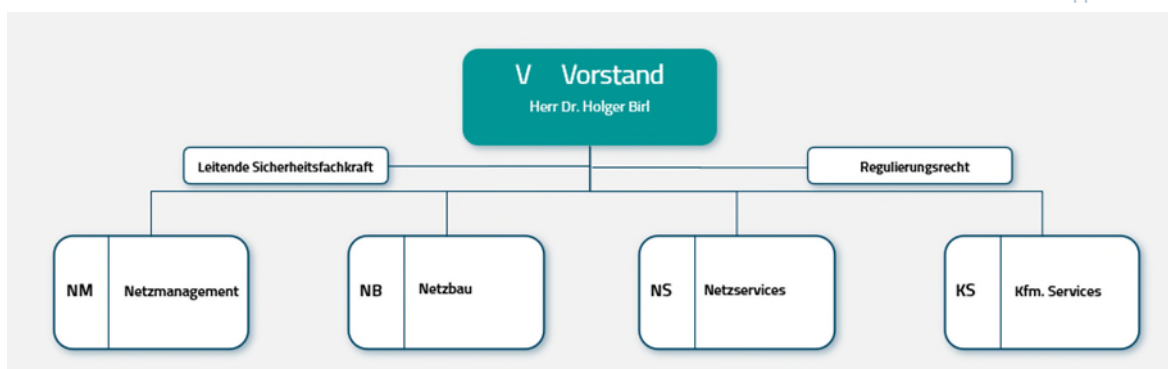 V Vorstand
Herr Dr. Holger Birl
Leitende Sicherheitsfachkraft
Regulierungsrecht
NM Netzmanagement
NB Netzbau
NS Netzservices
KS Kfm. Services